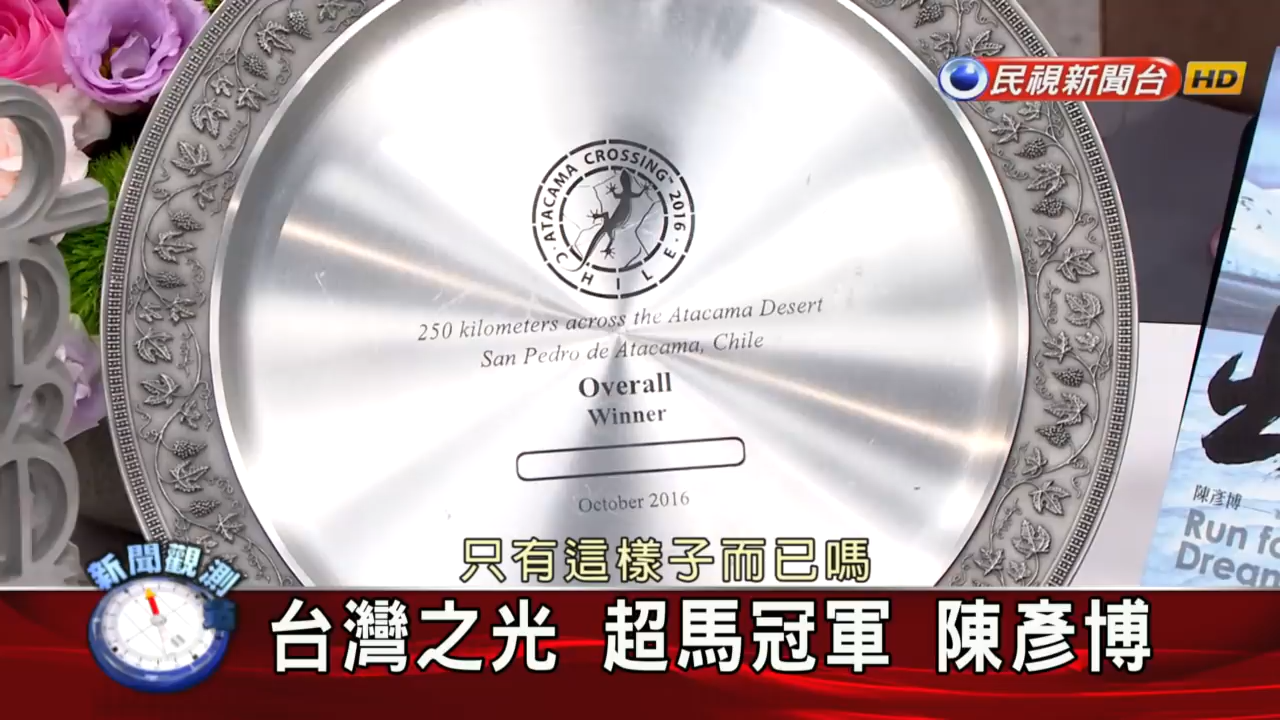 民視新聞台 HD
·ATACAMA CROSSING 2016·
CHILE
250 kilometers across the Atacama Desert
San Pedro de Atacama, Chile
Overall
Winner
October 2016
陳彥博
Run fo
Dream
只有這樣子而已嗎
新聞觀測
台灣之光 超馬冠軍 陳彥博